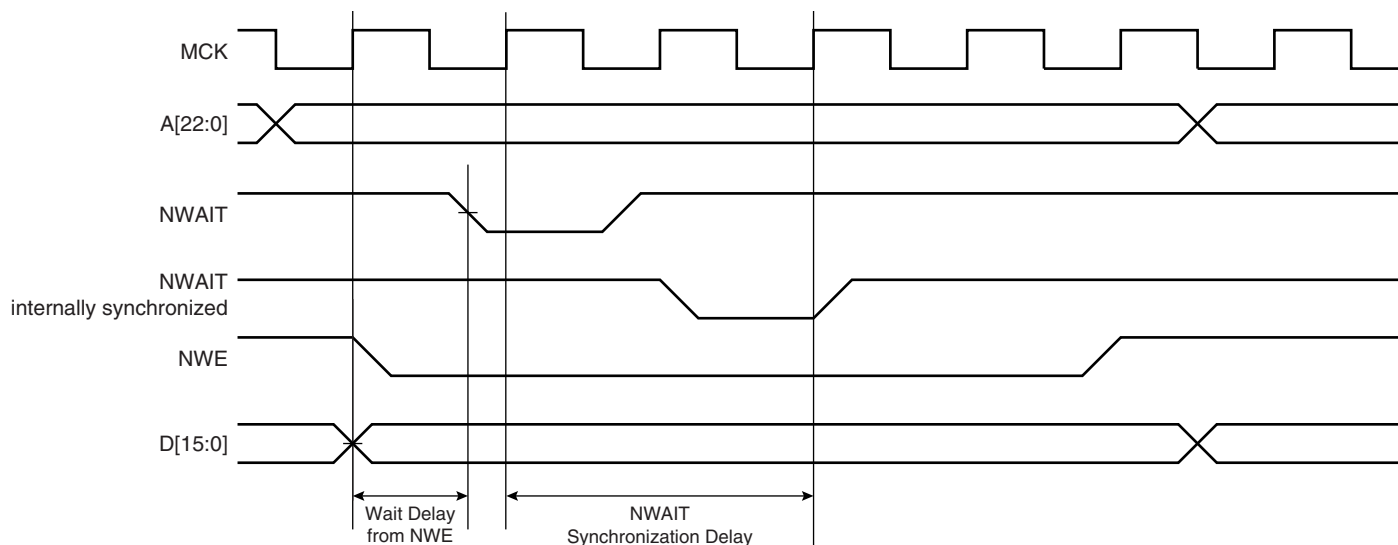 MCK
A[22:0]
NWAIT
NWAIT
internally synchronized
NWE
D[15:0]
Wait Delay
from NWE
NWAIT
Synchronization Delay